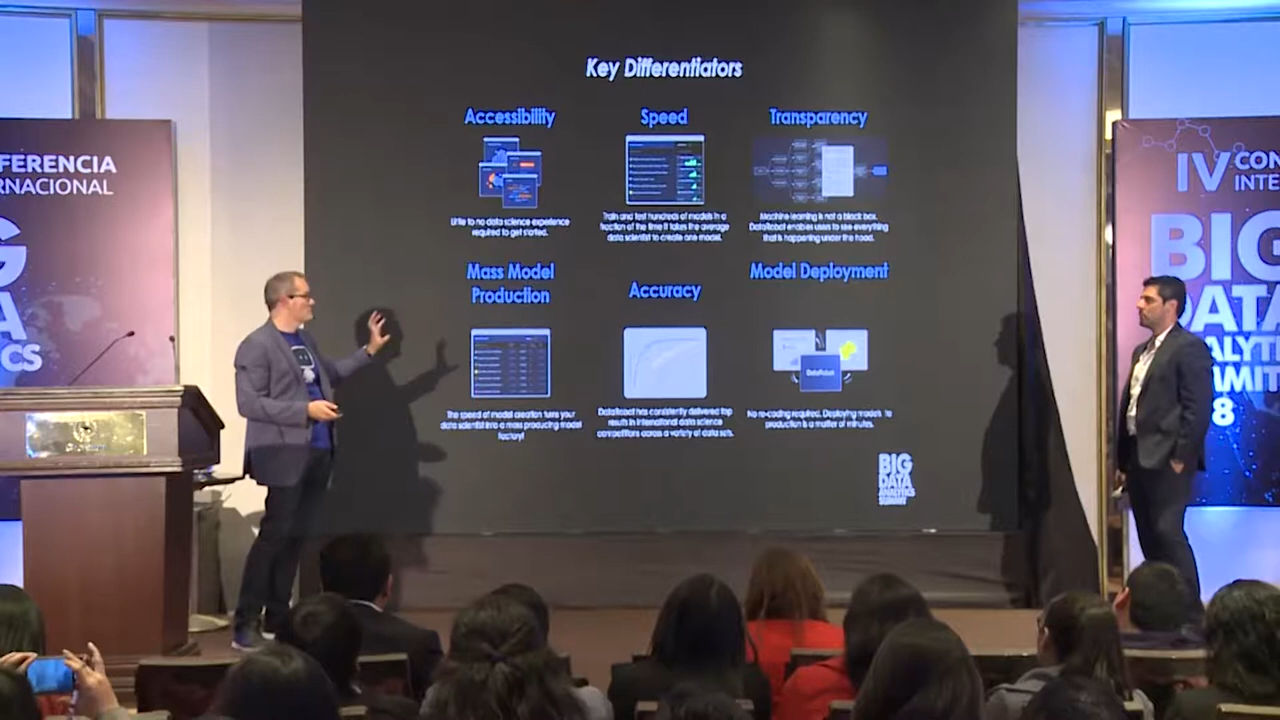 Key Differentiators
Accessibility
Little to no data science experience
required to get started.
Speed
Train and test hundreds of models in a
fraction of the time it takes the average
data scientist to create one model.
Transparency
Machine learning is not a black box.
DataRobot enables users to see everything
that is happening under the hood.
Mass Model
Production
The speed of model creation turns your
data scientist into a mass producing model
factory!
Accuracy
DataRobot has consistently delivered top
results in international data science
competitions across a variety of data sets.
Model Deployment
DataRobot
No re-coding required. Deploying models to
production is a matter of minutes.
BIG
DATA
ANALYTICS
SUMMIT
FERENCIA
RNACIONAL
G
A
CS
IV CON
INTE
BIG
DATA
ALYT
MMIT
8